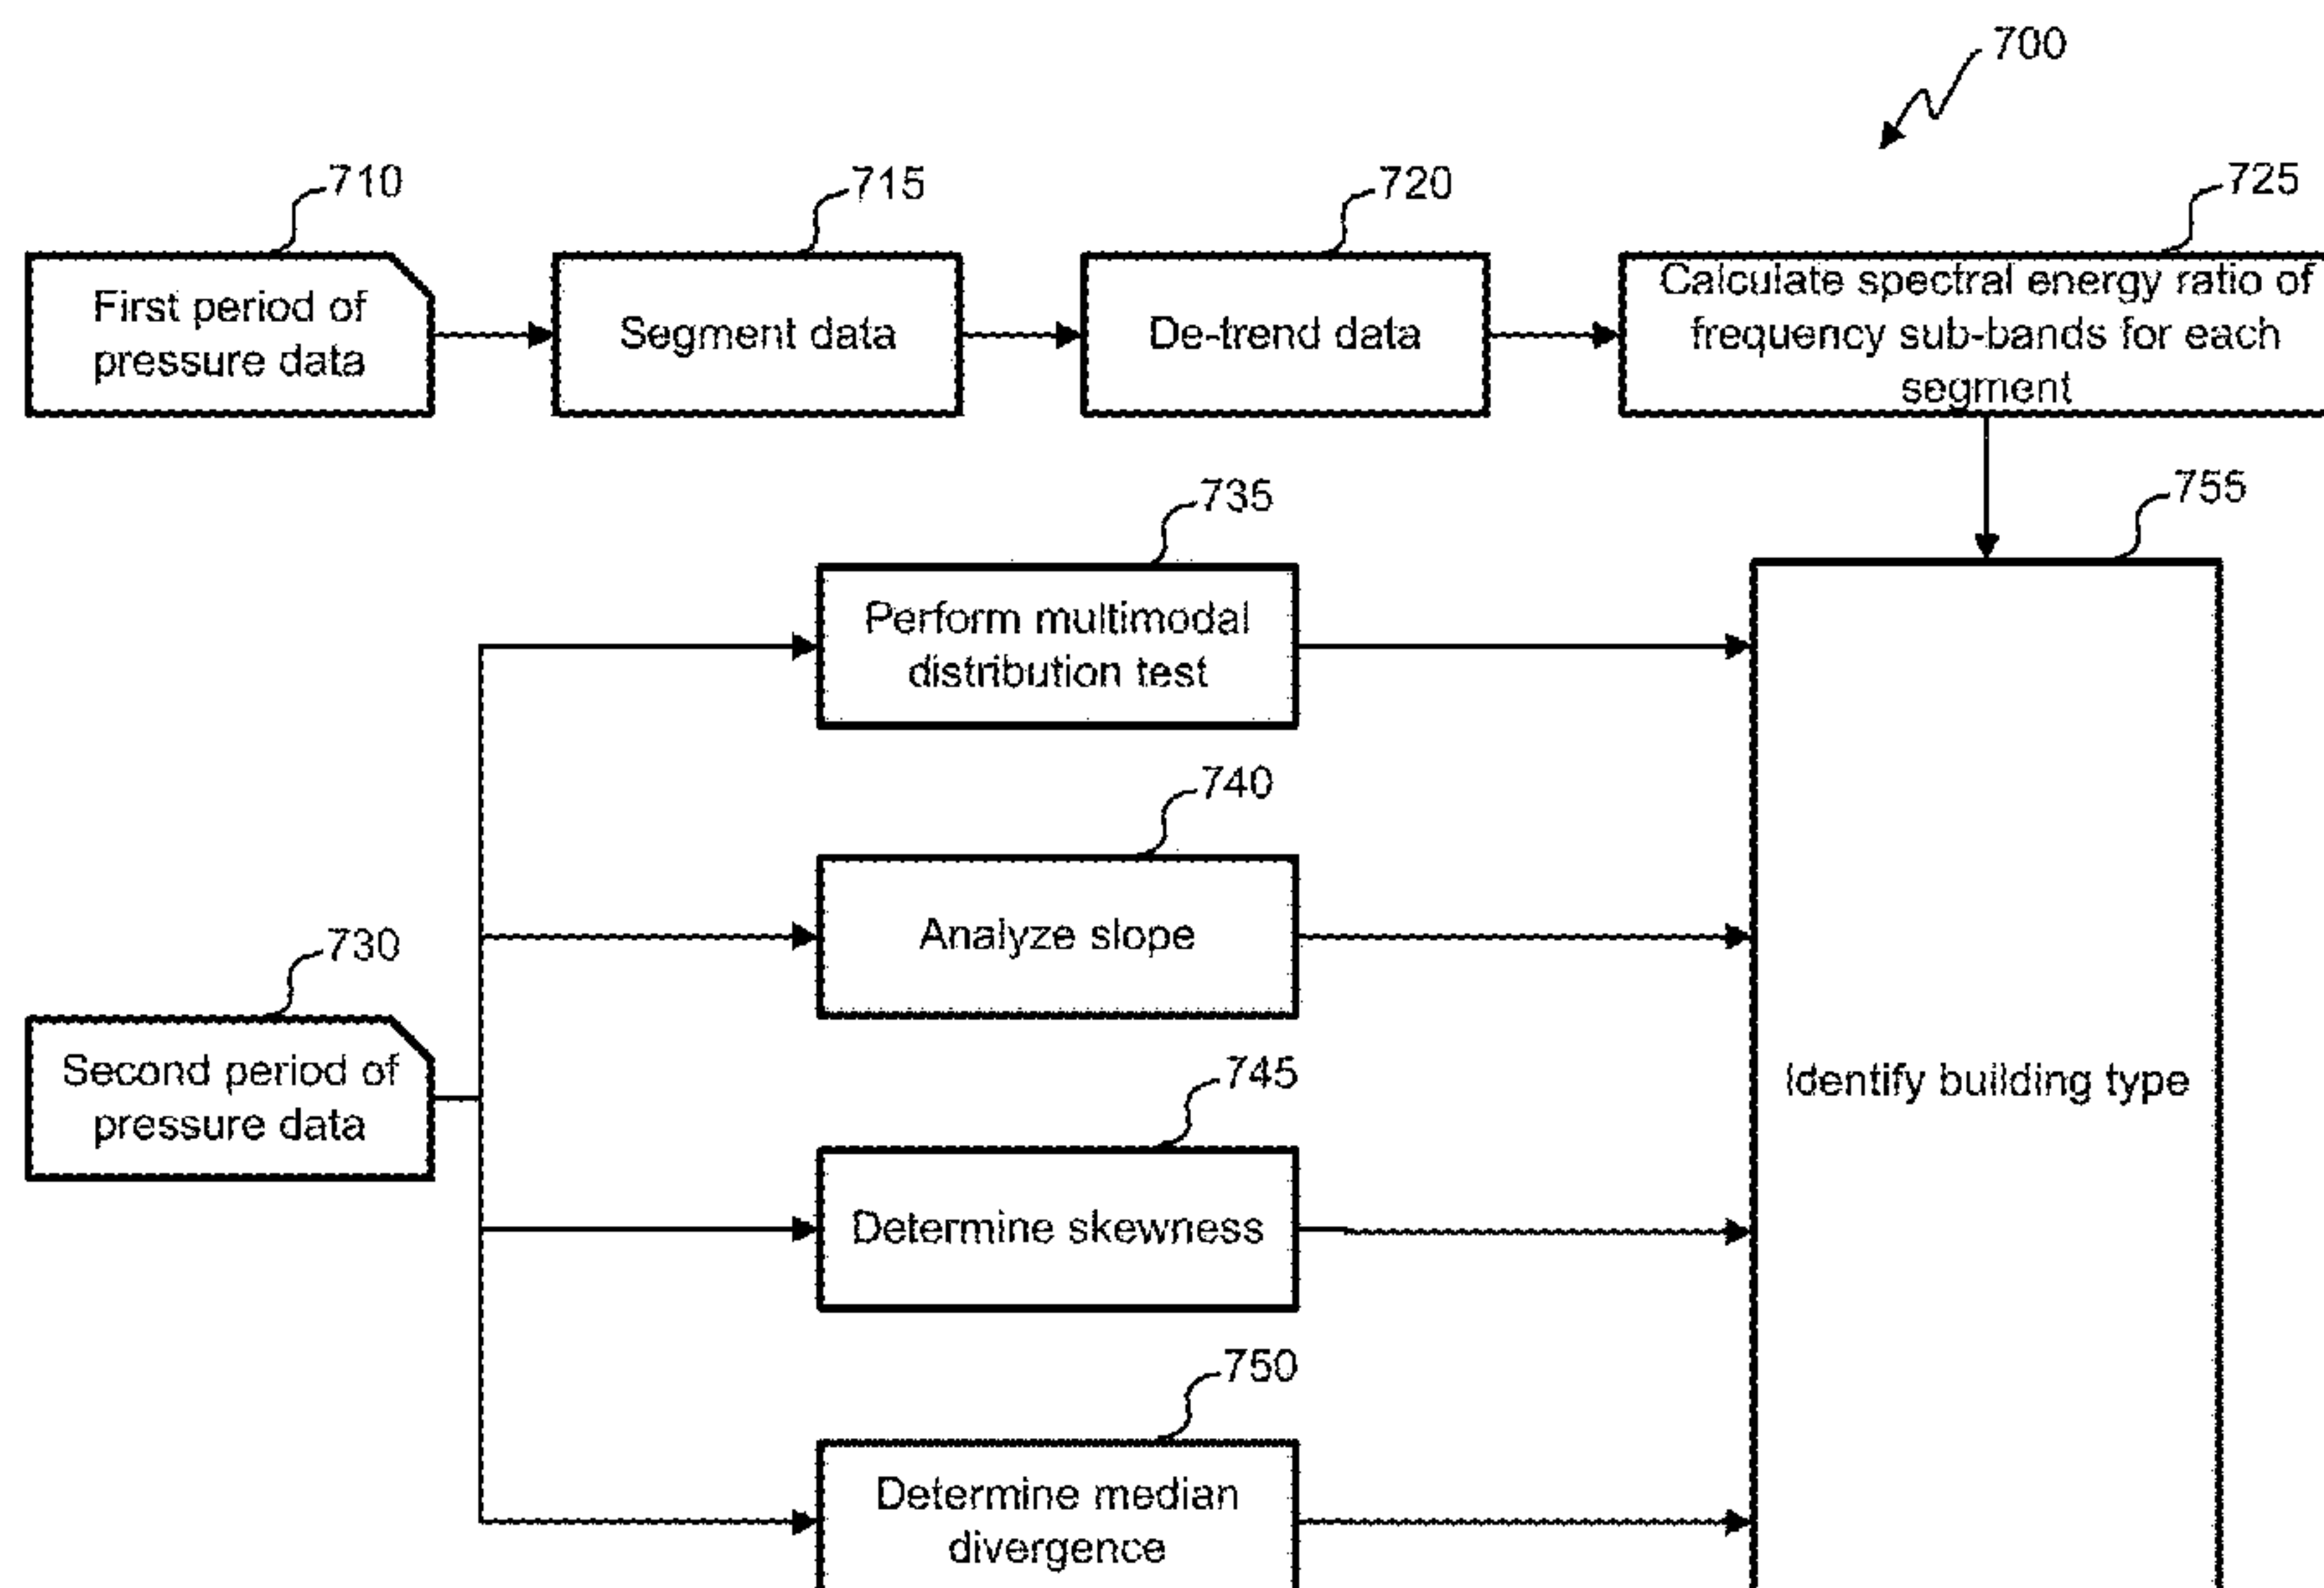 700
710
715
720
725
First period of
pressure data
Segment data
De-trend data
Calculate spectral energy ratio of
frequency sub-bands for each
segment
735
755
Perform multimodal
distribution test
740
Analyze slope
730
Second period of
pressure data
745
Determine skewness
Identify building type
750
Determine median
divergence